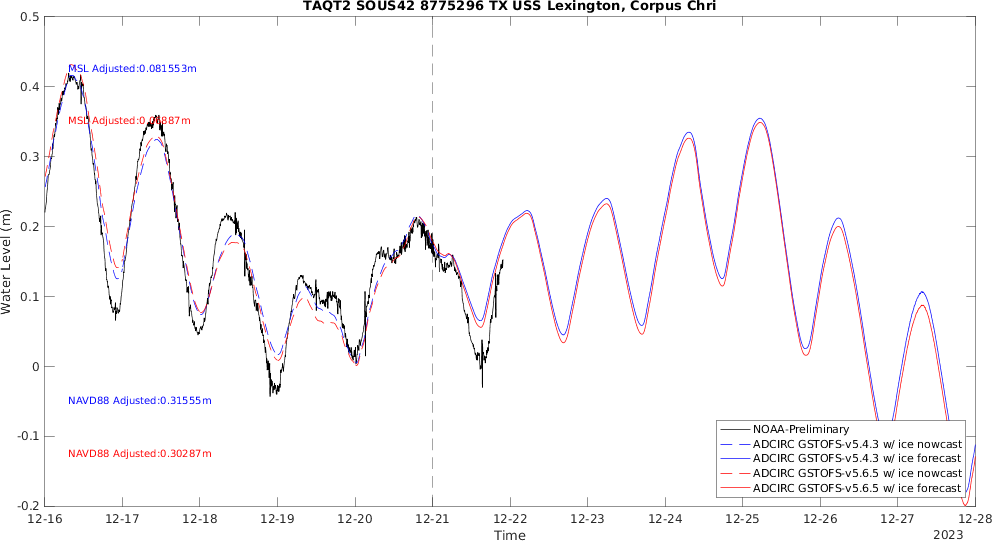 TAQT2 SOUS42 8775296 TX USS Lexington, Corpus Chri
0.5
0.4
0.3
0.2
0.1
0
-0.1
-0.2
Water Level (m)
MSL Adjusted:0.081553m
MSL Adjusted:0.06887m
NAVD88 Adjusted:0.31555m
NAVD88 Adjusted:0.30287m
NOAA-Preliminary
ADCIRC GSTOFS-v5.4.3 w/ ice nowcast
ADCIRC GSTOFS-v5.4.3 w/ ice forecast
ADCIRC GSTOFS-v5.6.5 w/ ice nowcast
ADCIRC GSTOFS-v5.6.5 w/ ice forecast
12-16 12-17 12-18 12-19 12-20 12-21 12-22 12-23 12-24 12-25 12-26 12-27 12-28
Time
2023